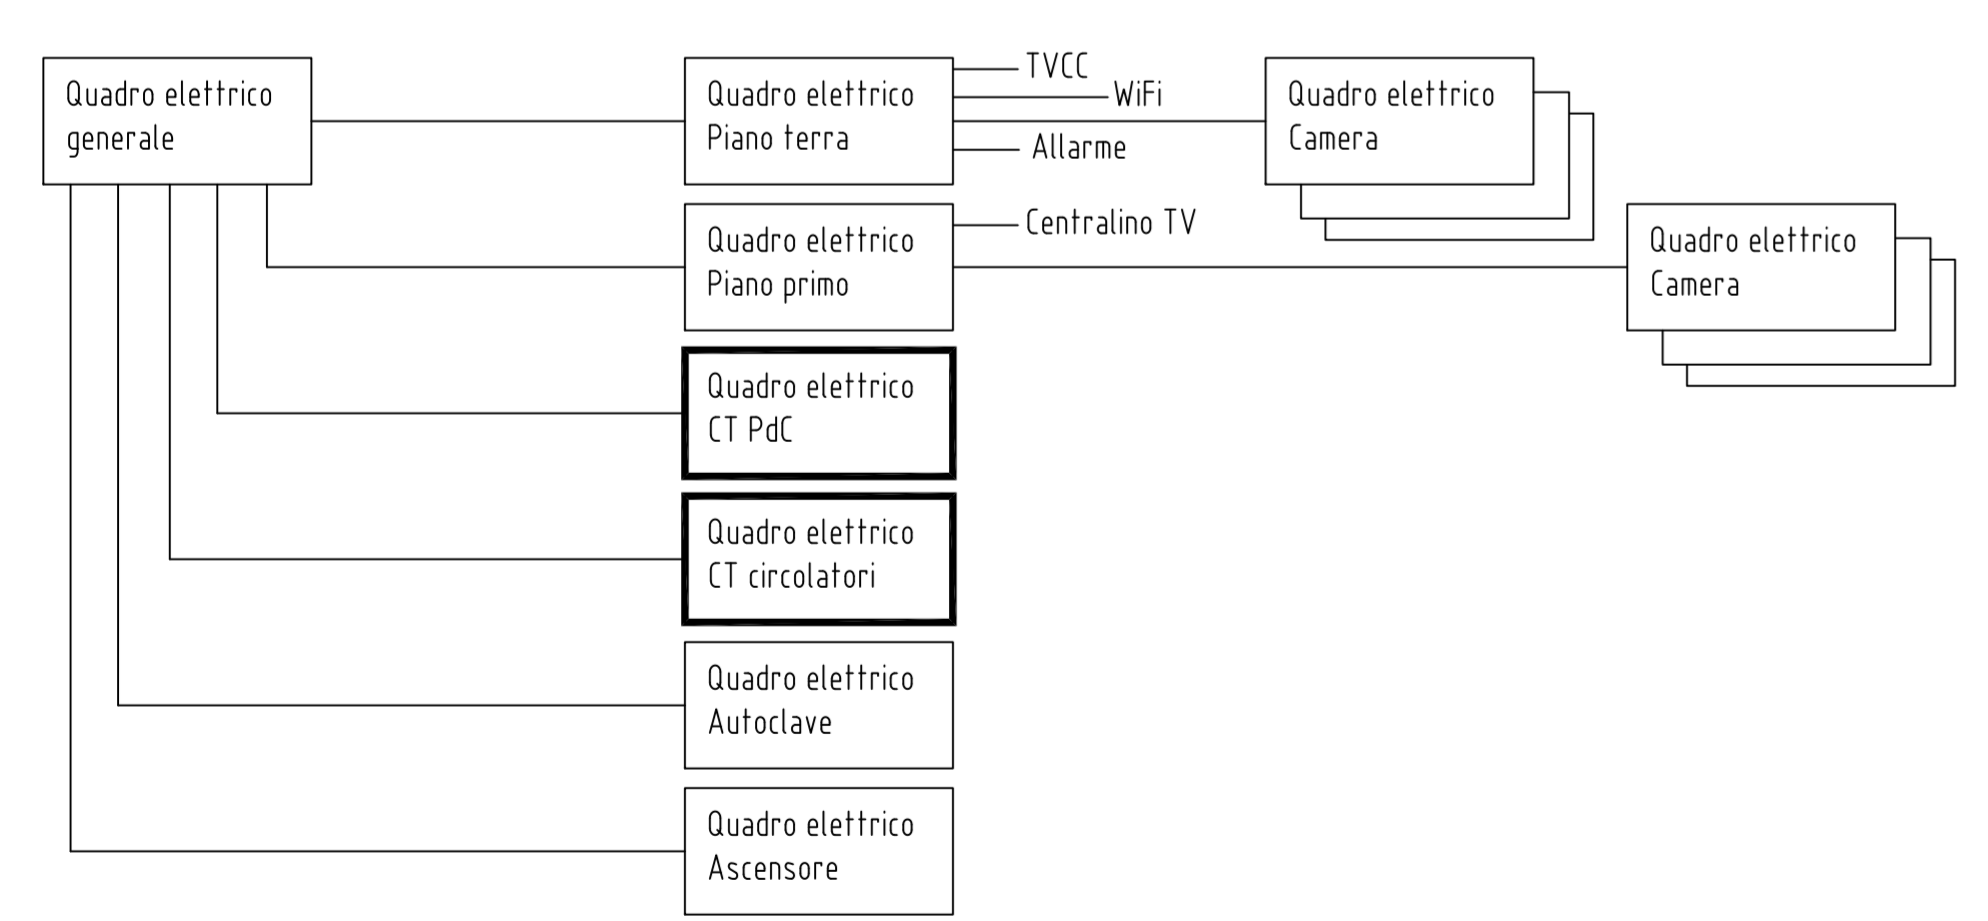 Quadro elettrico
generale
Quadro elettrico
Piano terra
TVCC
WiFi
Allarme
Quadro elettrico
Camera
Quadro elettrico
Piano primo
Centralino TV
Quadro elettrico
Camera
Quadro elettrico
CT PdC
Quadro elettrico
CT circolatori
Quadro elettrico
Autoclave
Quadro elettrico
Ascensore